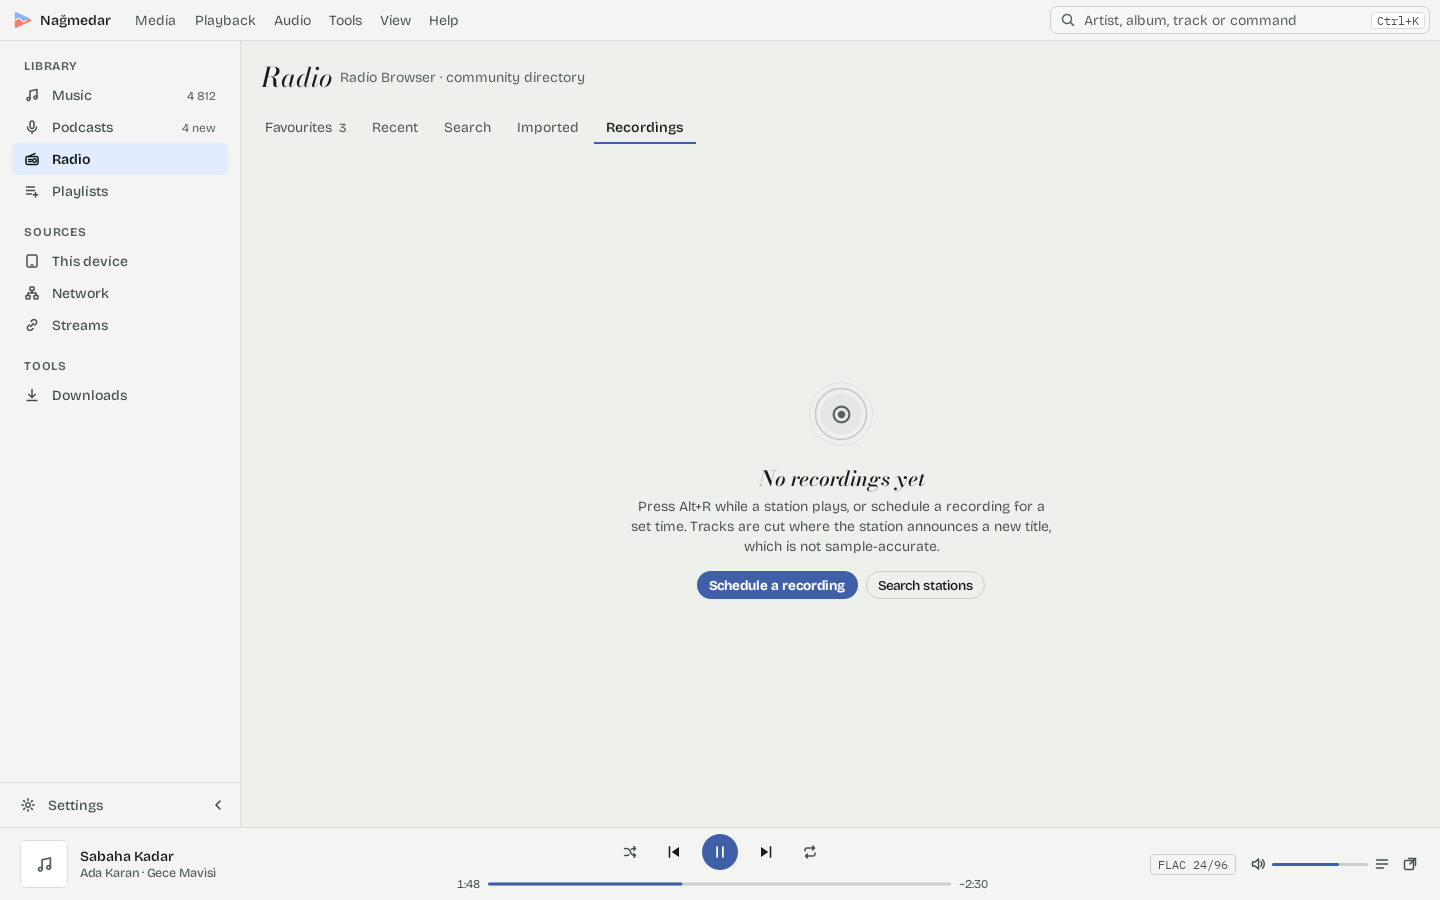 Nağmedar
Media
Playback
Audio
Tools
View
Help
Artist, album, track or command
Ctrl+K
LIBRARY
Music
4 812
Podcasts
4 new
Radio
Playlists
SOURCES
This device
Network
Streams
TOOLS
Downloads
Settings
Radio
Radio Browser · community directory
Favourites 3
Recent
Search
Imported
Recordings
No recordings yet
Press Alt+R while a station plays, or schedule a recording for a
set time. Tracks are cut where the station announces a new title,
which is not sample-accurate.
Schedule a recording
Search stations
Sabaha Kadar
Ada Karan · Gece Mavisi
1:48
−2:30
FLAC 24/96